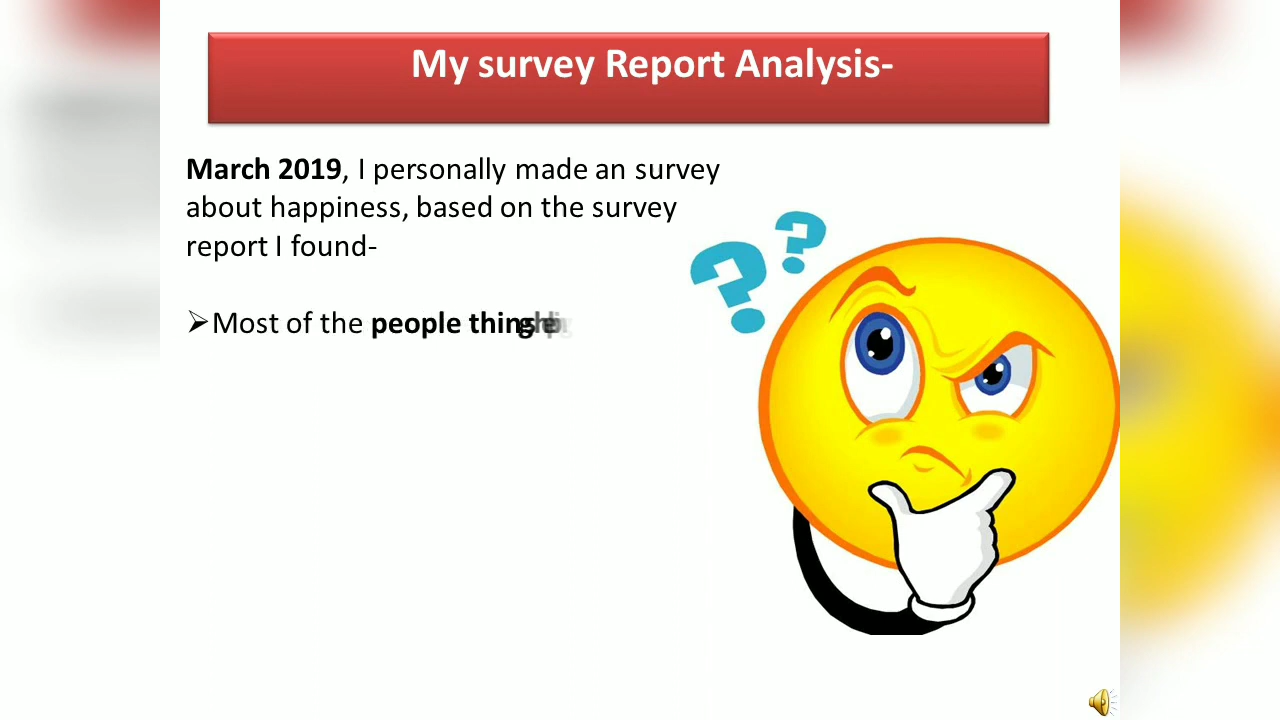 My survey Report Analysis-
March 2019, I personally made an survey
about happiness, based on the survey
report I found-
➢Most of the people
? ?